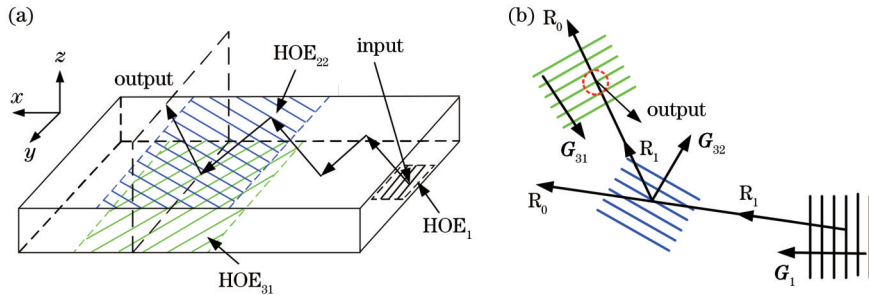 (a)
z
x
y
output
HOE₂₂
input
HOE₁
HOE₃₁
(b)
R₀
output
G₃₁
R₁
G₃₂
R₀
R₁
G₁